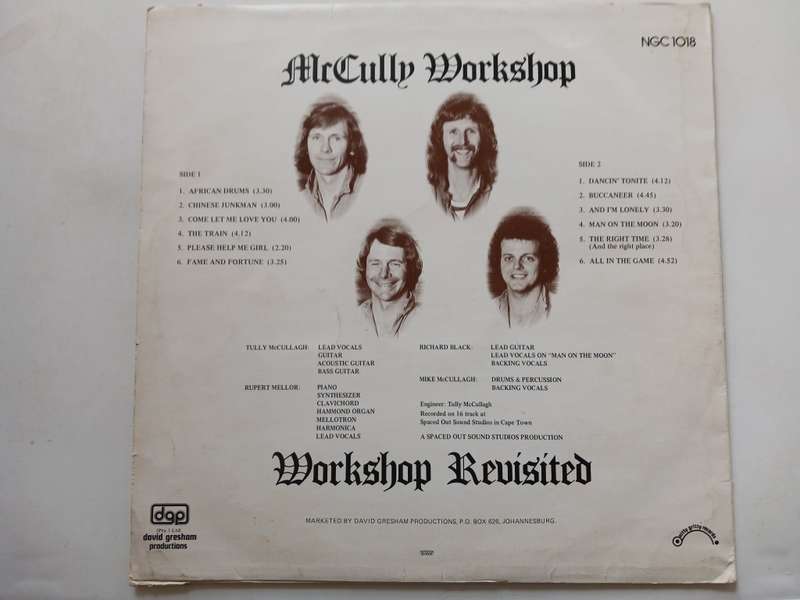 NGC 1018
McCully Workshop
SIDE 1
1. AFRICAN DRUMS (3.30)
2. CHINESE JUNKMAN (3.00)
3. COME LET ME LOVE YOU (4.00)
4. THE TRAIN (4.12)
5. PLEASE HELP ME GIRL (2.20)
6. FAME AND FORTUNE (3.25)
SIDE 2
1. DANCIN' TONITE (4.12)
2. BUCCANEER (4.45)
3. AND I'M LONELY (3.30)
4. MAN ON THE MOON (3.20)
5. THE RIGHT TIME (3.28)
(And the right place)
6. ALL IN THE GAME (4.52)
TULLY McCULLAGH: LEAD VOCALS
GUITAR
ACOUSTIC GUITAR
BASS GUITAR
RUPERT MELLOR: PIANO
SYNTHESIZER
CLAVICHORD
HAMMOND ORGAN
MELLOTRON
HARMONICA
LEAD VOCALS
RICHARD BLACK: LEAD GUITAR
LEAD VOCALS ON "MAN ON THE MOON"
BACKING VOCALS
MIKE McCULLAGH: DRUMS & PERCUSSION
BACKING VOCALS
Engineer: Tully McCullagh
Recorded on 16 track at
Spaced Out Sound Studios in Cape Town
A SPACED OUT SOUND STUDIOS PRODUCTION
Workshop Revisited
dgp
(Pty.) Ltd.
david gresham
productions
MARKETED BY DAVID GRESHAM PRODUCTIONS, P.O. BOX 626, JOHANNESBURG.
nitty gritty records